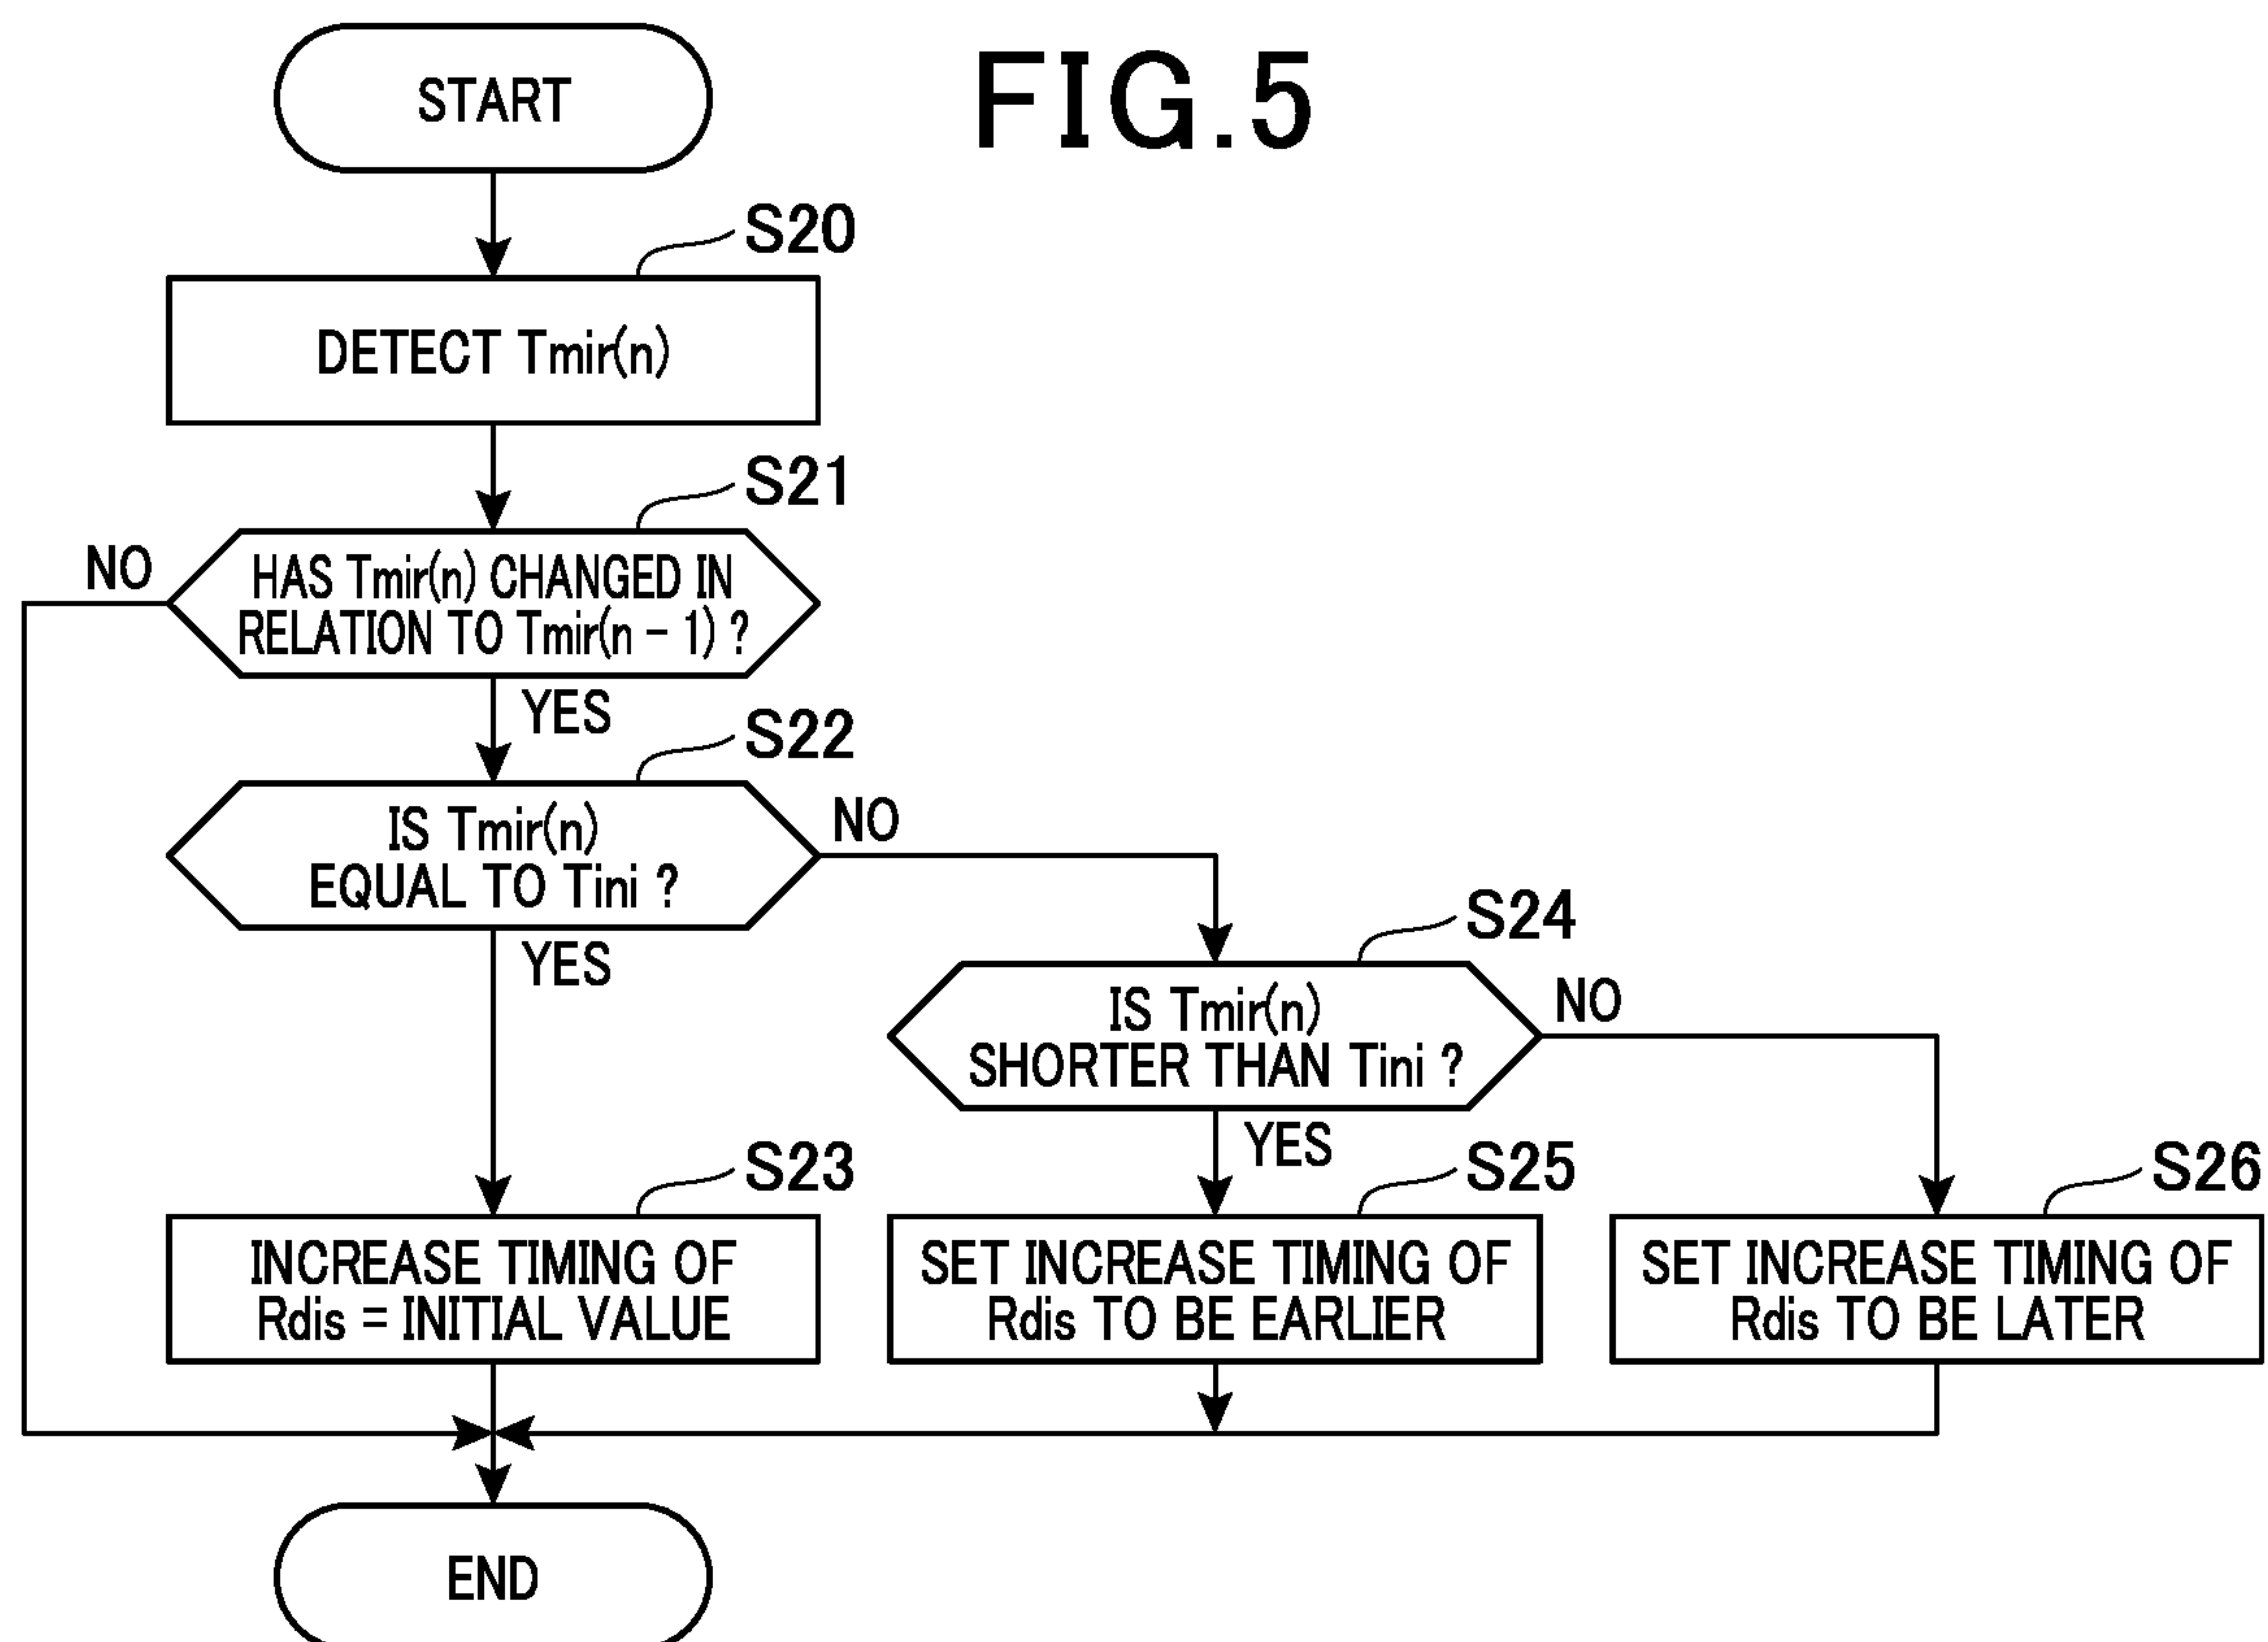 FIG.5
START
S20
DETECT Tmir(n)
S21
NO
HAS Tmir(n) CHANGED IN
RELATION TO Tmir(n - 1) ?
YES
S22
IS Tmir(n)
EQUAL TO Tini ?
NO
YES
S24
IS Tmir(n)
SHORTER THAN Tini ?
NO
YES
S23
INCREASE TIMING OF
Rdis = INITIAL VALUE
S25
SET INCREASE TIMING OF
Rdis TO BE EARLIER
S26
SET INCREASE TIMING OF
Rdis TO BE LATER
END